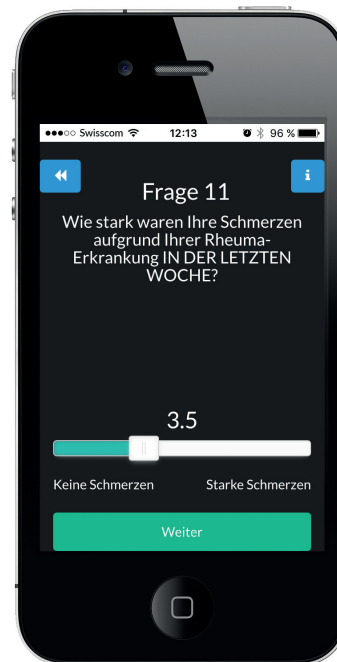 Swisscom 12:13 96 %
Frage 11
Wie stark waren Ihre Schmerzen
aufgrund Ihrer Rheuma-
Erkrankung IN DER LETZTEN
WOCHE?
3.5
Keine Schmerzen Starke Schmerzen
Weiter